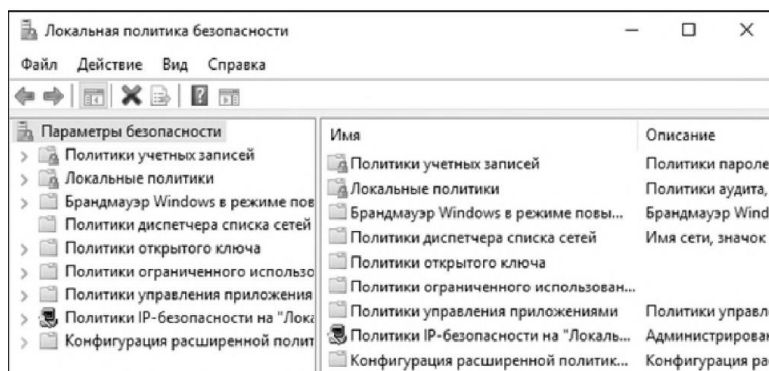 Локальная политика безопасности
Файл Действие Вид Справка
Параметры безопасности
Политики учетных записей
Локальные политики
Брандмауэр Windows в режиме пов
Политики диспетчера списка сетей
Политики открытого ключа
Политики ограниченного использо
Политики управления приложения
Политики IP-безопасности на "Лока
Конфигурация расширенной полит
Имя Описание
Политики учетных записей Политики пароле
Локальные политики Политики аудита,
Брандмауэр Windows в режиме повы... Брандмауэр Wind
Политики диспетчера списка сетей Имя сети, значок
Политики открытого ключа
Политики ограниченного использован...
Политики управления приложениями Политики управл
Политики IP-безопасности на "Локаль... Администрирован
Конфигурация расширенной политик... Конфигурация рас